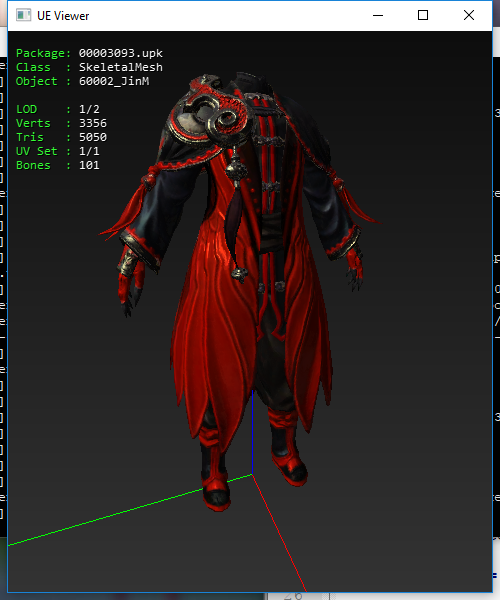 UE Viewer
Package: 00003093.upk
Class  : SkeletalMesh
Object : 60002_JinM
LOD    : 1/2
Verts  : 3356
Tris   : 5050
UV Set : 1/1
Bones  : 101